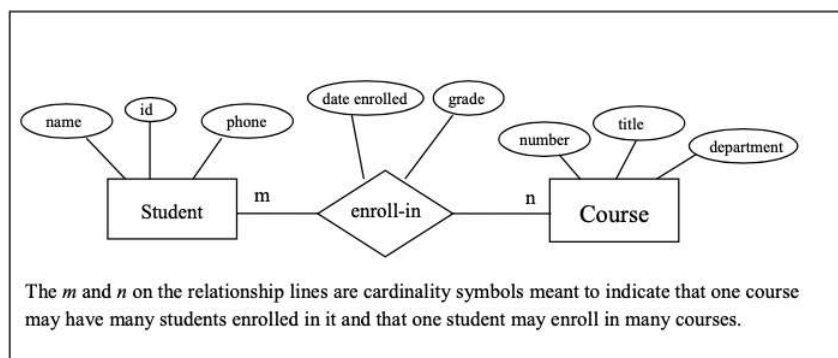 date enrolled
grade
id
name
phone
title
number
department
m
n
Student
enroll-in
Course
The m and n on the relationship lines are cardinality symbols meant to indicate that one course
may have many students enrolled in it and that one student may enroll in many courses.